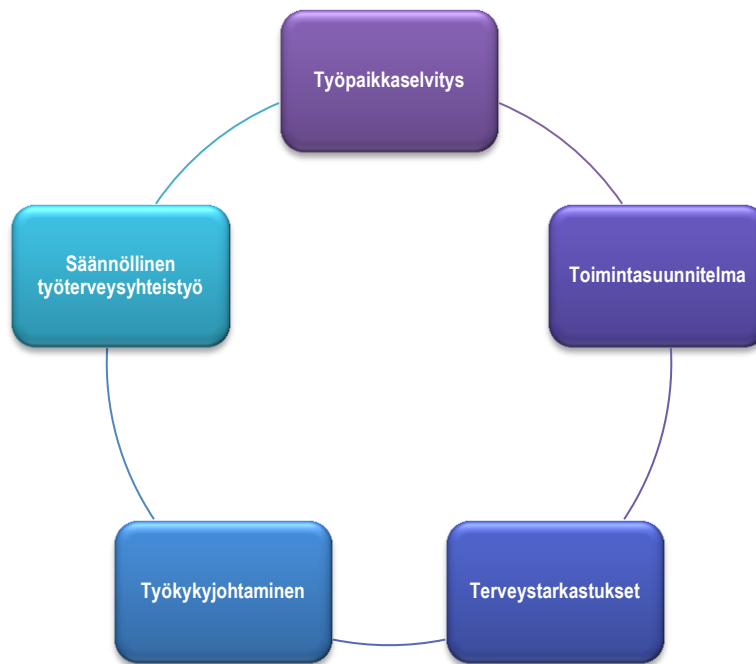 Työpaikkaselvitys
Toimintasuunnitelma
Terveystarkastukset
Työkykyjohtaminen
Säännöllinen
työterveysyhteistyö